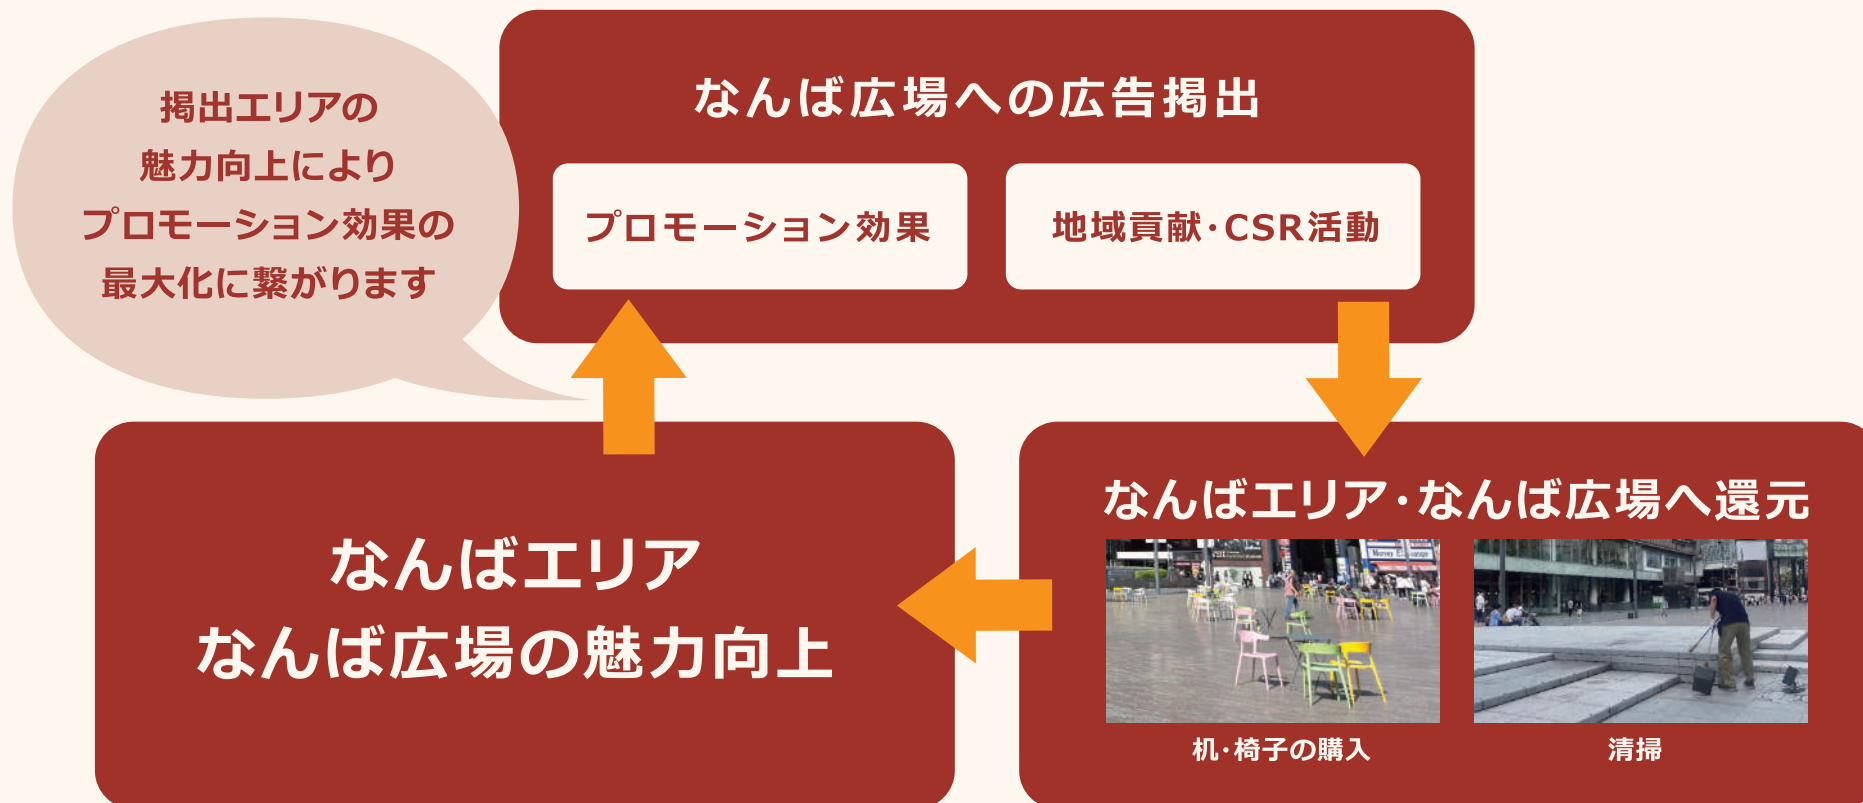 掲出エリアの
魅力向上により
プロモーション効果の
最大化に繋がります
なんば広場への広告掲出
プロモーション効果
地域貢献・CSR活動
なんばエリア
なんば広場の魅力向上
なんばエリア・なんば広場へ還元
机・椅子の購入
清掃